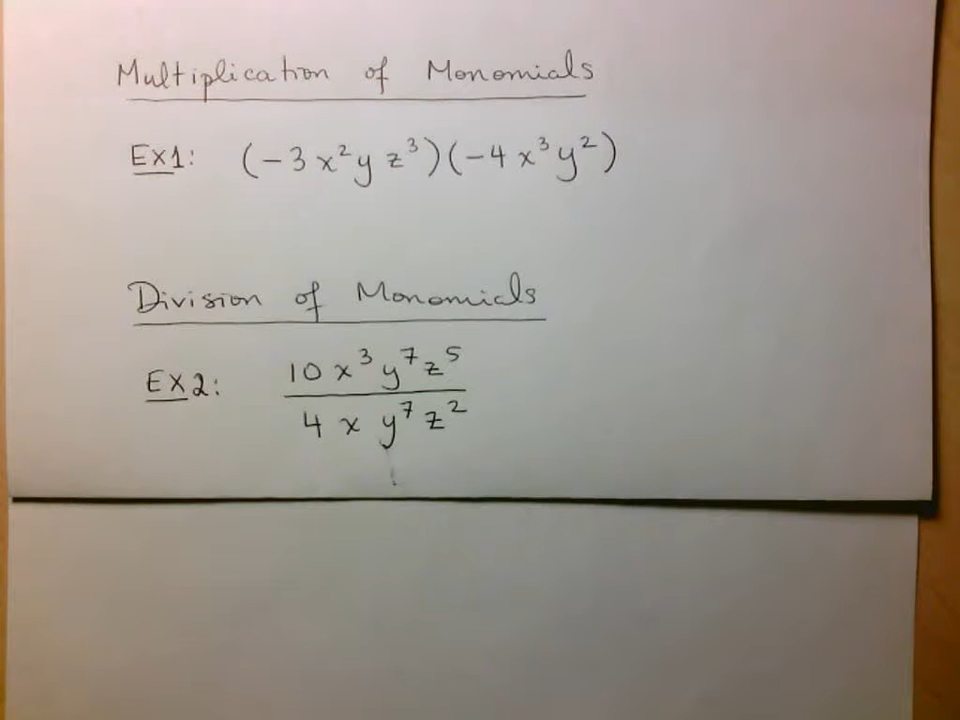 Multiplication of Monomials
EX1: (-3x²yz³)(-4x³y²)
Division of Monomials
EX2: 10x³y⁷z⁵
4xy⁷z²